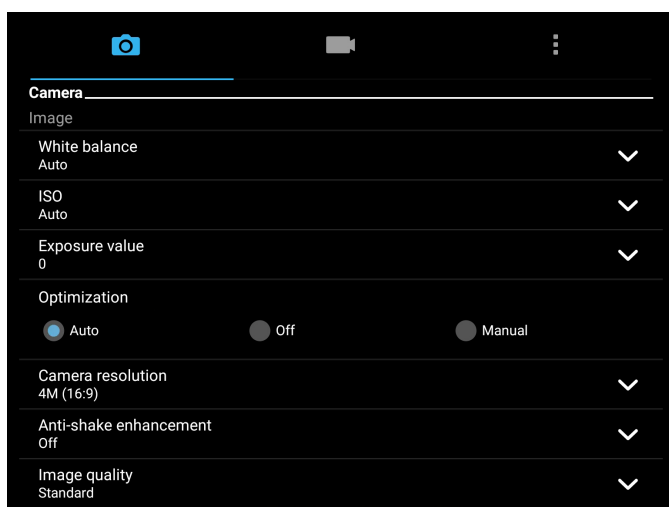 Camera
Image
White balance
Auto
ISO
Auto
Exposure value
0
Optimization
Auto Off Manual
Camera resolution
4M (16:9)
Anti-shake enhancement
Off
Image quality
Standard